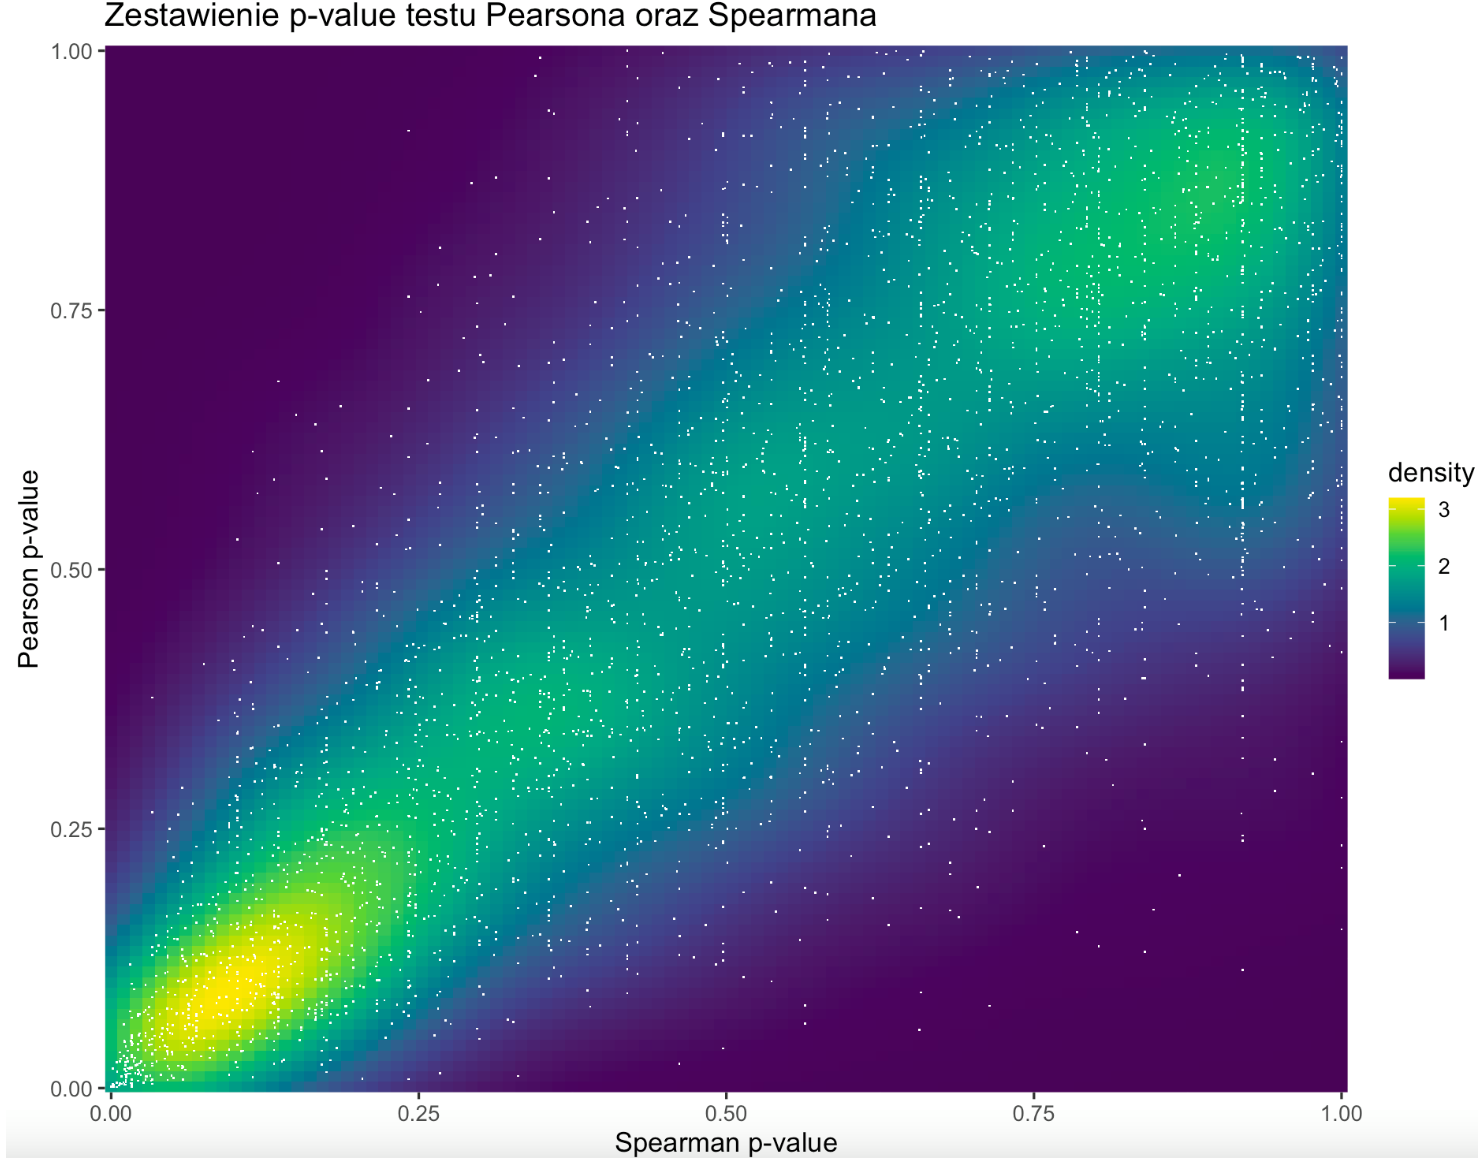 Zestawienie p-value testu Pearsona oraz Spearmana
1.00
0.75
0.50
0.25
0.00
Pearson p-value
0.00 0.25 0.50 0.75 1.00
Spearman p-value
density
3
2
1